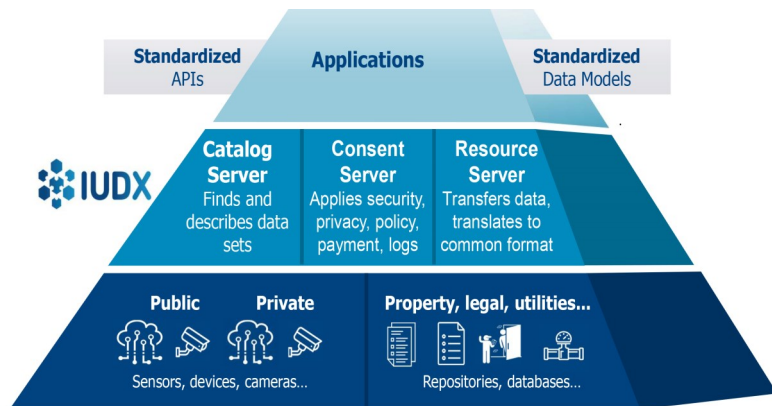 Standardized
APIs
Applications
Standardized
Data Models
IUDX
Catalog
Server
Finds and
describes data
sets
Consent
Server
Applies security,
privacy, policy,
payment, logs
Resource
Server
Transfers data,
translates to
common format
Public
Private
Sensors, devices, cameras...
Property, legal, utilities...
Repositories, databases...